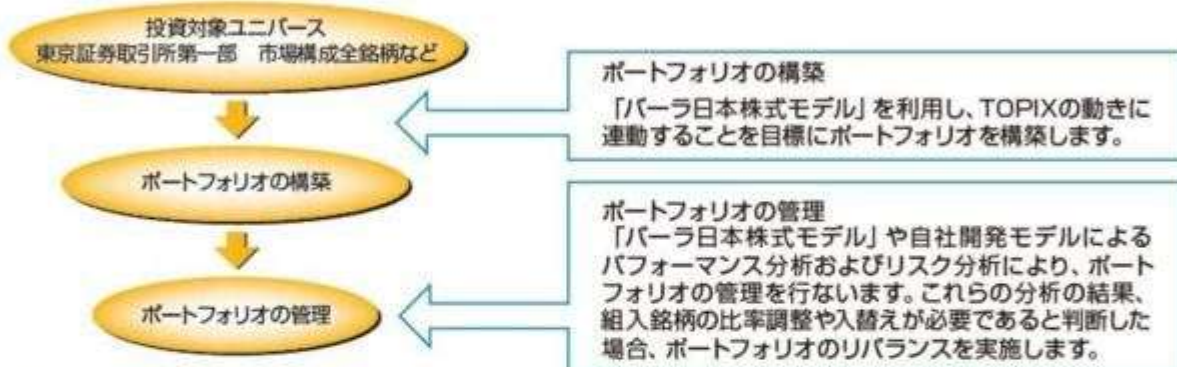 投資対象ユニバース
東京証券取引所第一部　市場構成全銘柄など
ポートフォリオの構築
「バーラ日本株式モデル」を利用し、TOPIXの動きに
連動することを目標にポートフォリオを構築します。
ポートフォリオの構築
ポートフォリオの管理
「バーラ日本株式モデル」や自社開発モデルによる
パフォーマンス分析およびリスク分析により、ポート
フォリオの管理を行ないます。これらの分析の結果、
組入銘柄の比率調整や入替えが必要であると判断した
場合、ポートフォリオのリバランスを実施します。
ポートフォリオの管理